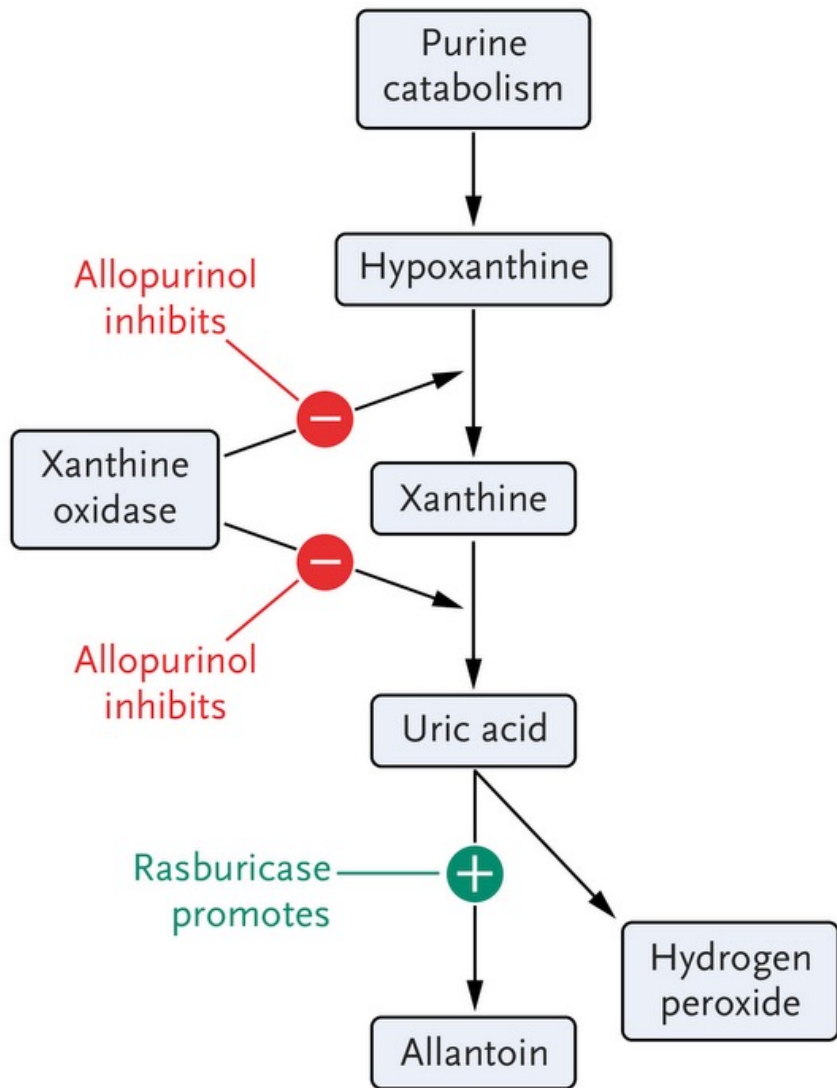 Purine
catabolism
Hypoxanthine
Allopurinol
inhibits
Xanthine
oxidase
Xanthine
Allopurinol
inhibits
Uric acid
Rasburicase
promotes
Hydrogen
peroxide
Allantoin